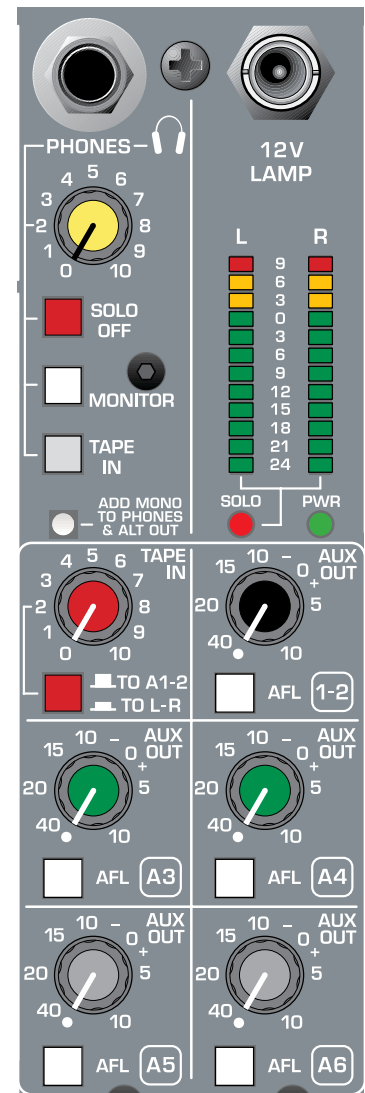 PHONES
0 1 2 3 4 5 6 7 8 9 10
SOLO
OFF
MONITOR
TAPE
IN
ADD MONO
TO PHONES
& ALT OUT
12V
LAMP
L R
9
6
3
0
3
6
9
12
15
18
21
24
SOLO PWR
TAPE
IN
0 1 2 3 4 5 6 7 8 9 10
TO A1-2
TO L-R
AUX
OUT
40 20 15 10 – 0 + 5 10
AFL 1-2
AUX
OUT
40 20 15 10 – 0 + 5 10
AFL A3
AUX
OUT
40 20 15 10 – 0 + 5 10
AFL A4
AUX
OUT
40 20 15 10 – 0 + 5 10
AFL A5
AUX
OUT
40 20 15 10 – 0 + 5 10
AFL A6